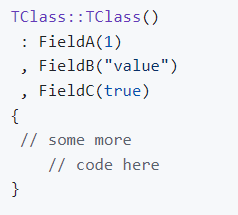 TClass::TClass()
 : FieldA(1)
 , FieldB("value")
 , FieldC(true)
{
 // some more
    // code here
}